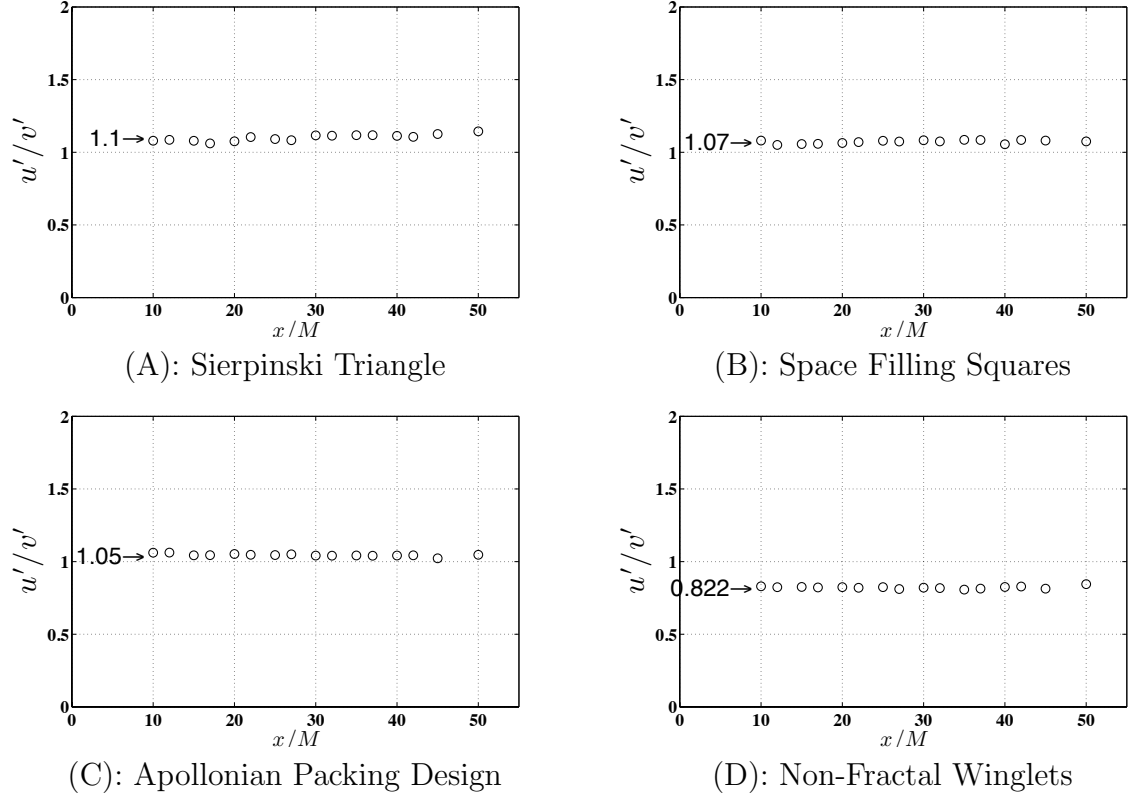 2
1.5
1
0.5
0
u'/v'
1.1
0 10 20 30 40 50
x/M
(A): Sierpinski Triangle
2
1.5
1
0.5
0
u'/v'
1.07
0 10 20 30 40 50
x/M
(B): Space Filling Squares
2
1.5
1
0.5
0
u'/v'
1.05
0 10 20 30 40 50
x/M
(C): Apollonian Packing Design
2
1.5
1
0.5
0
u'/v'
0.822
0 10 20 30 40 50
x/M
(D): Non-Fractal Winglets